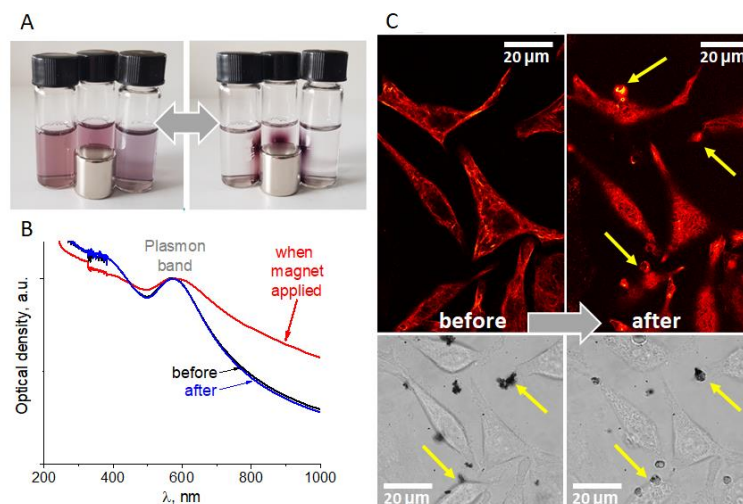 A
B
Plasmon
band
when
magnet
applied
before
after
Optical density, a.u.
200 400 600 800 1000
λ, nm
C
20 µm
20 µm
before
after
20 µm
20 µm